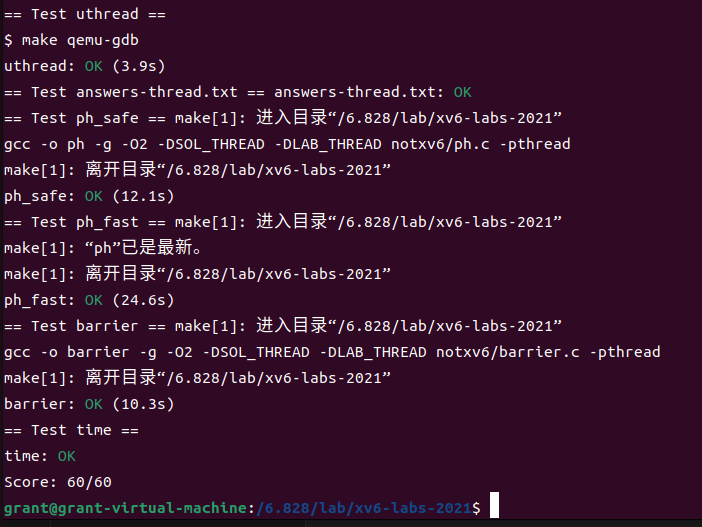 == Test uthread ==
$ make qemu-gdb
uthread: OK (3.9s)
== Test answers-thread.txt == answers-thread.txt: OK
== Test ph_safe == make[1]: 进入目录“/6.828/lab/xv6-labs-2021”
gcc -o ph -g -O2 -DSOL_THREAD -DLAB_THREAD notxv6/ph.c -pthread
make[1]: 离开目录“/6.828/lab/xv6-labs-2021”
ph_safe: OK (12.1s)
== Test ph_fast == make[1]: 进入目录“/6.828/lab/xv6-labs-2021”
make[1]: “ph”已是最新。
make[1]: 离开目录“/6.828/lab/xv6-labs-2021”
ph_fast: OK (24.6s)
== Test barrier == make[1]: 进入目录“/6.828/lab/xv6-labs-2021”
gcc -o barrier -g -O2 -DSOL_THREAD -DLAB_THREAD notxv6/barrier.c -pthread
make[1]: 离开目录“/6.828/lab/xv6-labs-2021”
barrier: OK (10.3s)
== Test time ==
time: OK
Score: 60/60
grant@grant-virtual-machine:/6.828/lab/xv6-labs-2021$